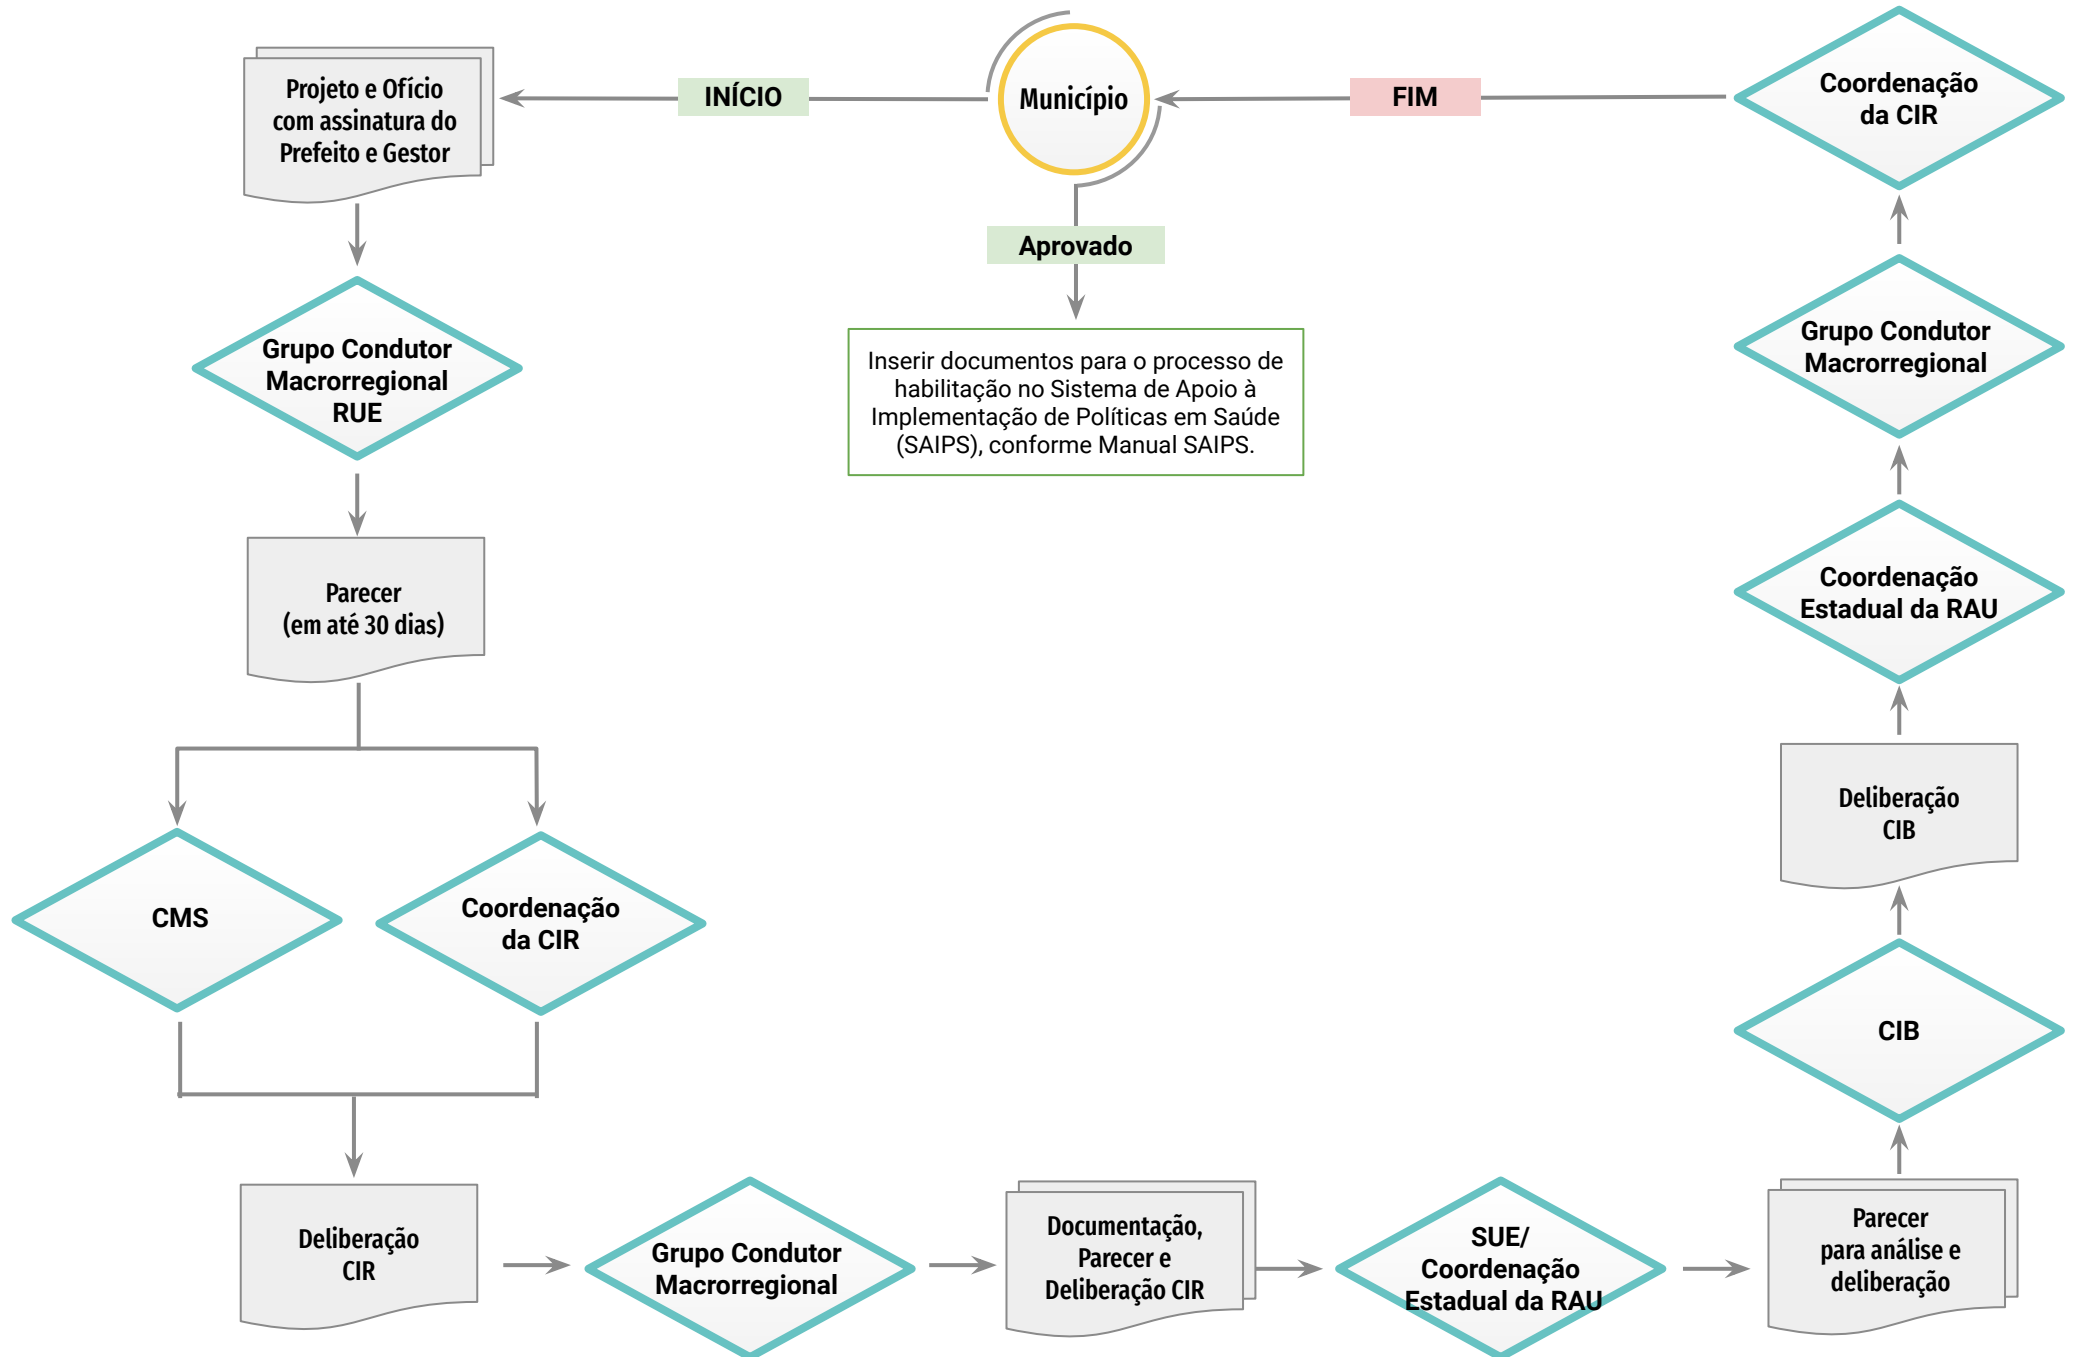 Projeto e Ofício
com assinatura do
Prefeito e Gestor
INÍCIO
Município
FIM
Coordenação
da CIR
Aprovado
Inserir documentos para o processo de
habilitação no Sistema de Apoio à
Implementação de Políticas em Saúde
(SAIPS), conforme Manual SAIPS.
Grupo Condutor
Macrorregional
RUE
Grupo Condutor
Macrorregional
Parecer
(em até 30 dias)
Coordenação
Estadual da RAU
Deliberação
CIB
CMS
Coordenação
da CIR
CIB
Deliberação
CIR
Grupo Condutor
Macrorregional
Documentação,
Parecer e
Deliberação CIR
SUE/
Coordenação
Estadual da RAU
Parecer
para análise e
deliberação